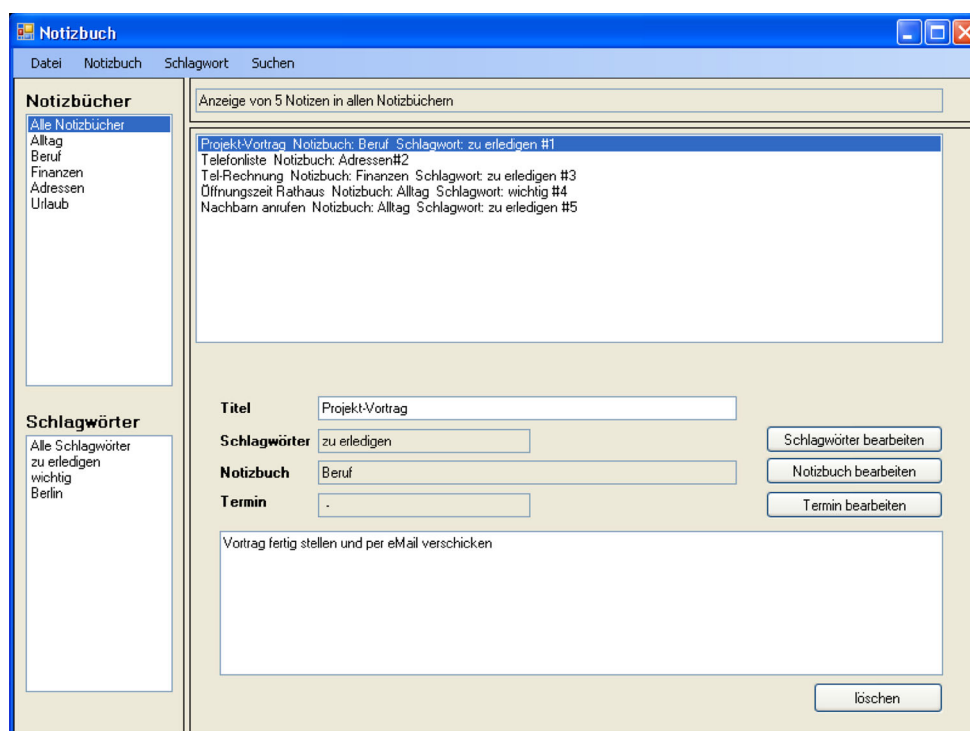 Notizbuch
Datei Notizbuch Schlagwort Suchen
Notizbücher
Alle Notizbücher
Alltag
Beruf
Finanzen
Adressen
Urlaub
Schlagwörter
Alle Schlagwörter
zu erledigen
wichtig
Berlin
Anzeige von 5 Notizen in allen Notizbüchern
Projekt-Vortrag Notizbuch: Beruf Schlagwort: zu erledigen #1
Telefonliste Notizbuch: Adressen#2
Tel-Rechnung Notizbuch: Finanzen Schlagwort: zu erledigen #3
Öffnungszeit Rathaus Notizbuch: Alltag Schlagwort: wichtig #4
Nachbarn anrufen Notizbuch: Alltag Schlagwort: zu erledigen #5
Titel Projekt-Vortrag
Schlagwörter zu erledigen Schlagwörter bearbeiten
Notizbuch Beruf Notizbuch bearbeiten
Termin - Termin bearbeiten
Vortrag fertig stellen und per eMail verschicken
löschen